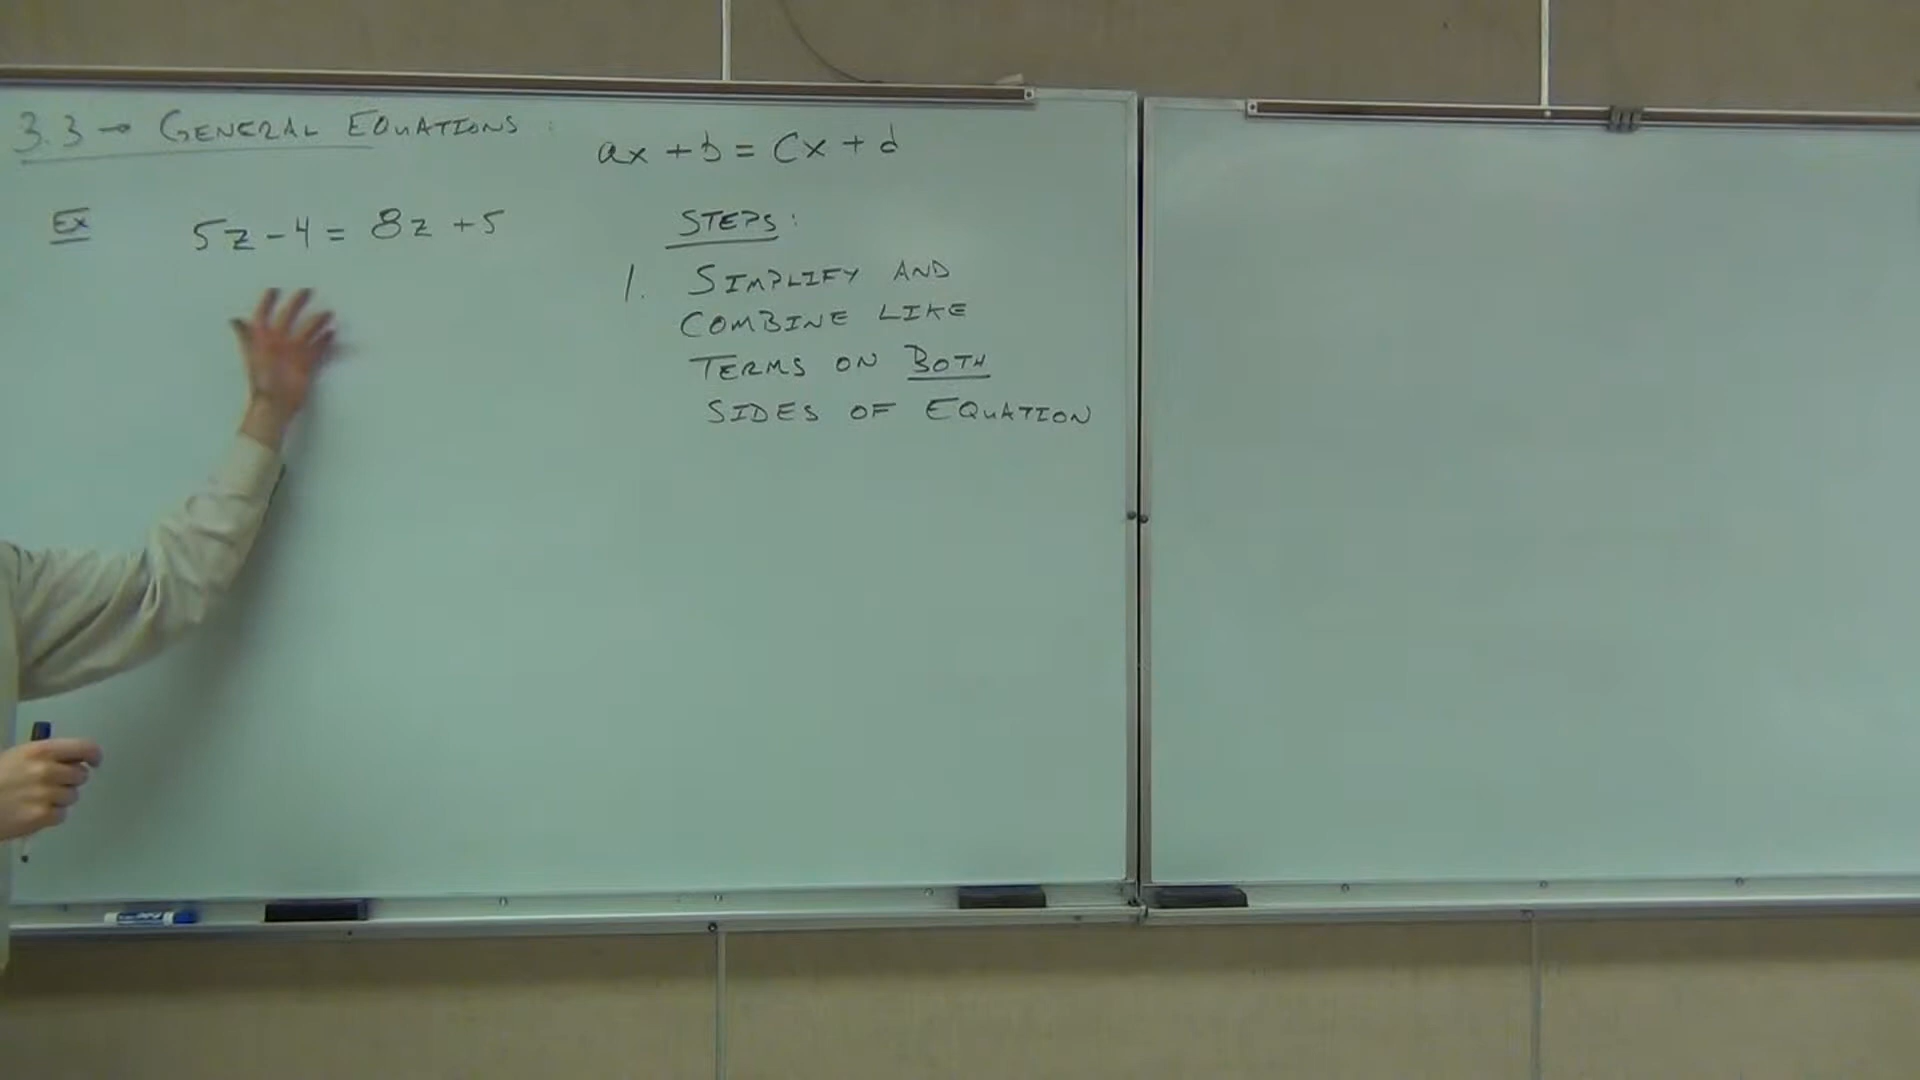 3.3 → GENERAL EQUATIONS:
ax + b = Cx + d
Ex 5z - 4 = 8z + 5
STEPS:
1. SIMPLIFY AND
COMBINE LIKE
TERMS ON BOTH
SIDES OF EQUATION